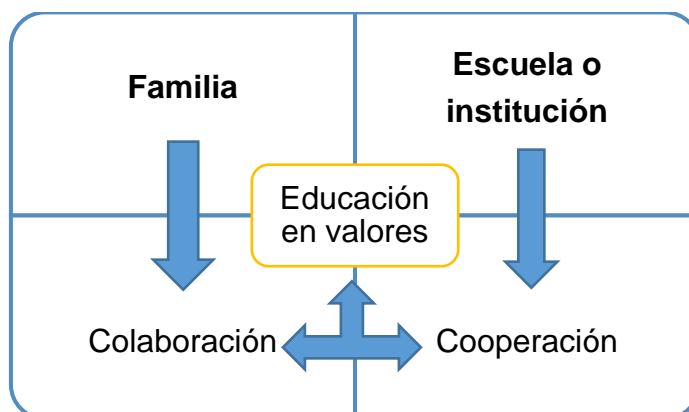 Familia
Escuela o
institución
Educación
en valores
Colaboración
Cooperación